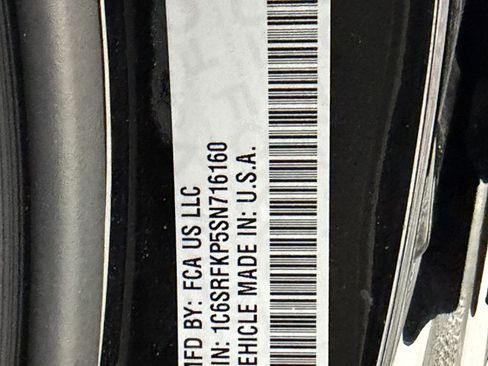 MFD BY: FCA US LLC
IN: 1C6SRFKP5SN716160
EHICLE MADE IN: U.S.A.